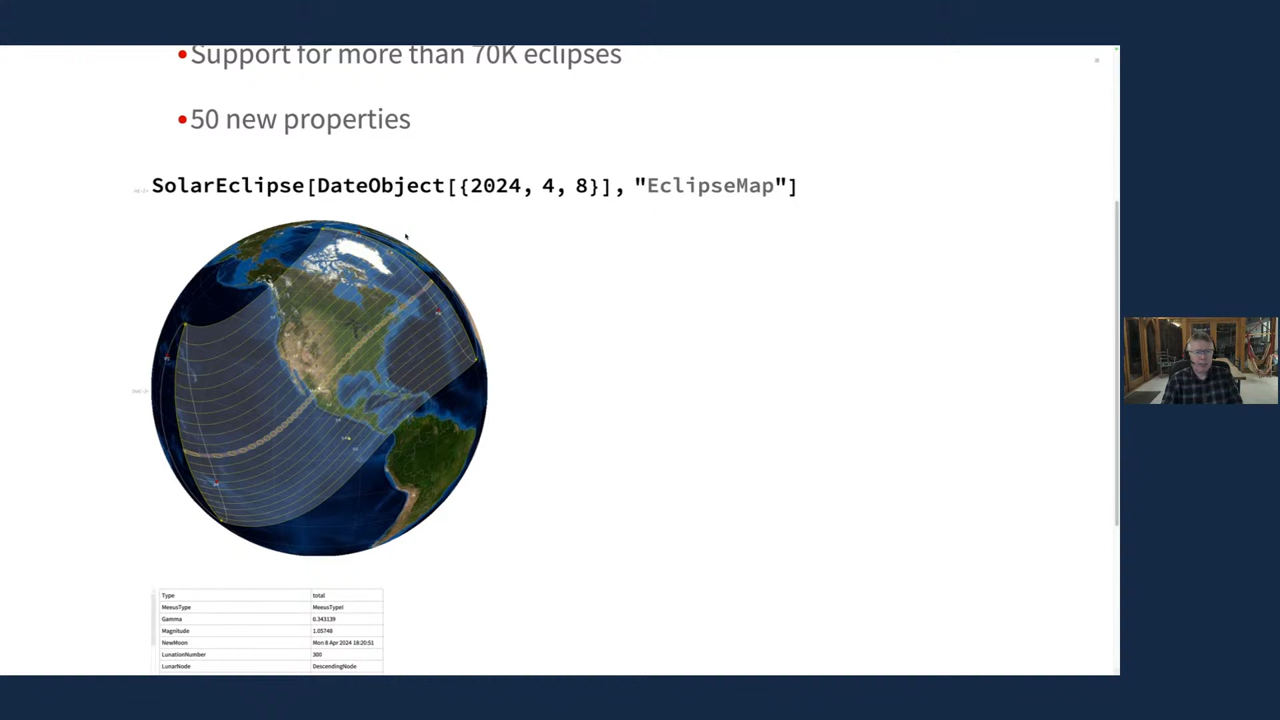 •Support for more than 70K eclipses
•50 new properties
SolarEclipse[DateObject[{2024, 4, 8}], "EclipseMap"]
Type total
MeeusType MeeusTypeI
Gamma 0.343139
Magnitude 1.05748
NewMoon Mon 8 Apr 2024 18:20:51
LunationNumber 300
LunarNode DescendingNode